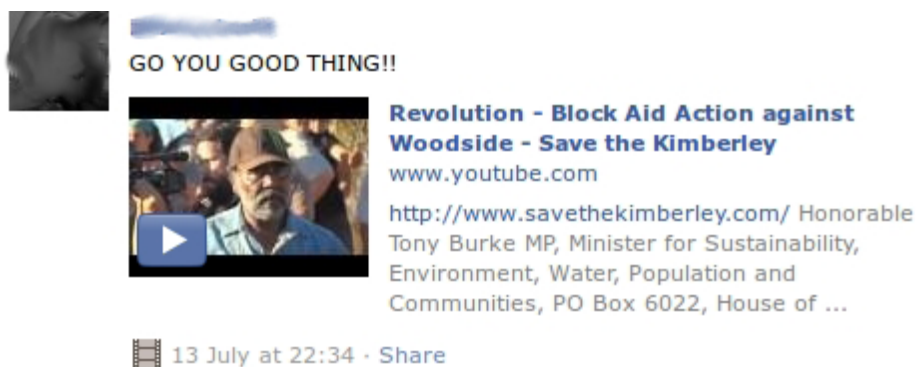 GO YOU GOOD THING!!
Revolution - Block Aid Action against
Woodside - Save the Kimberley
www.youtube.com
http://www.savethekimberley.com/ Honorable
Tony Burke MP, Minister for Sustainability,
Environment, Water, Population and
Communities, PO Box 6022, House of ...
13 July at 22:34 · Share